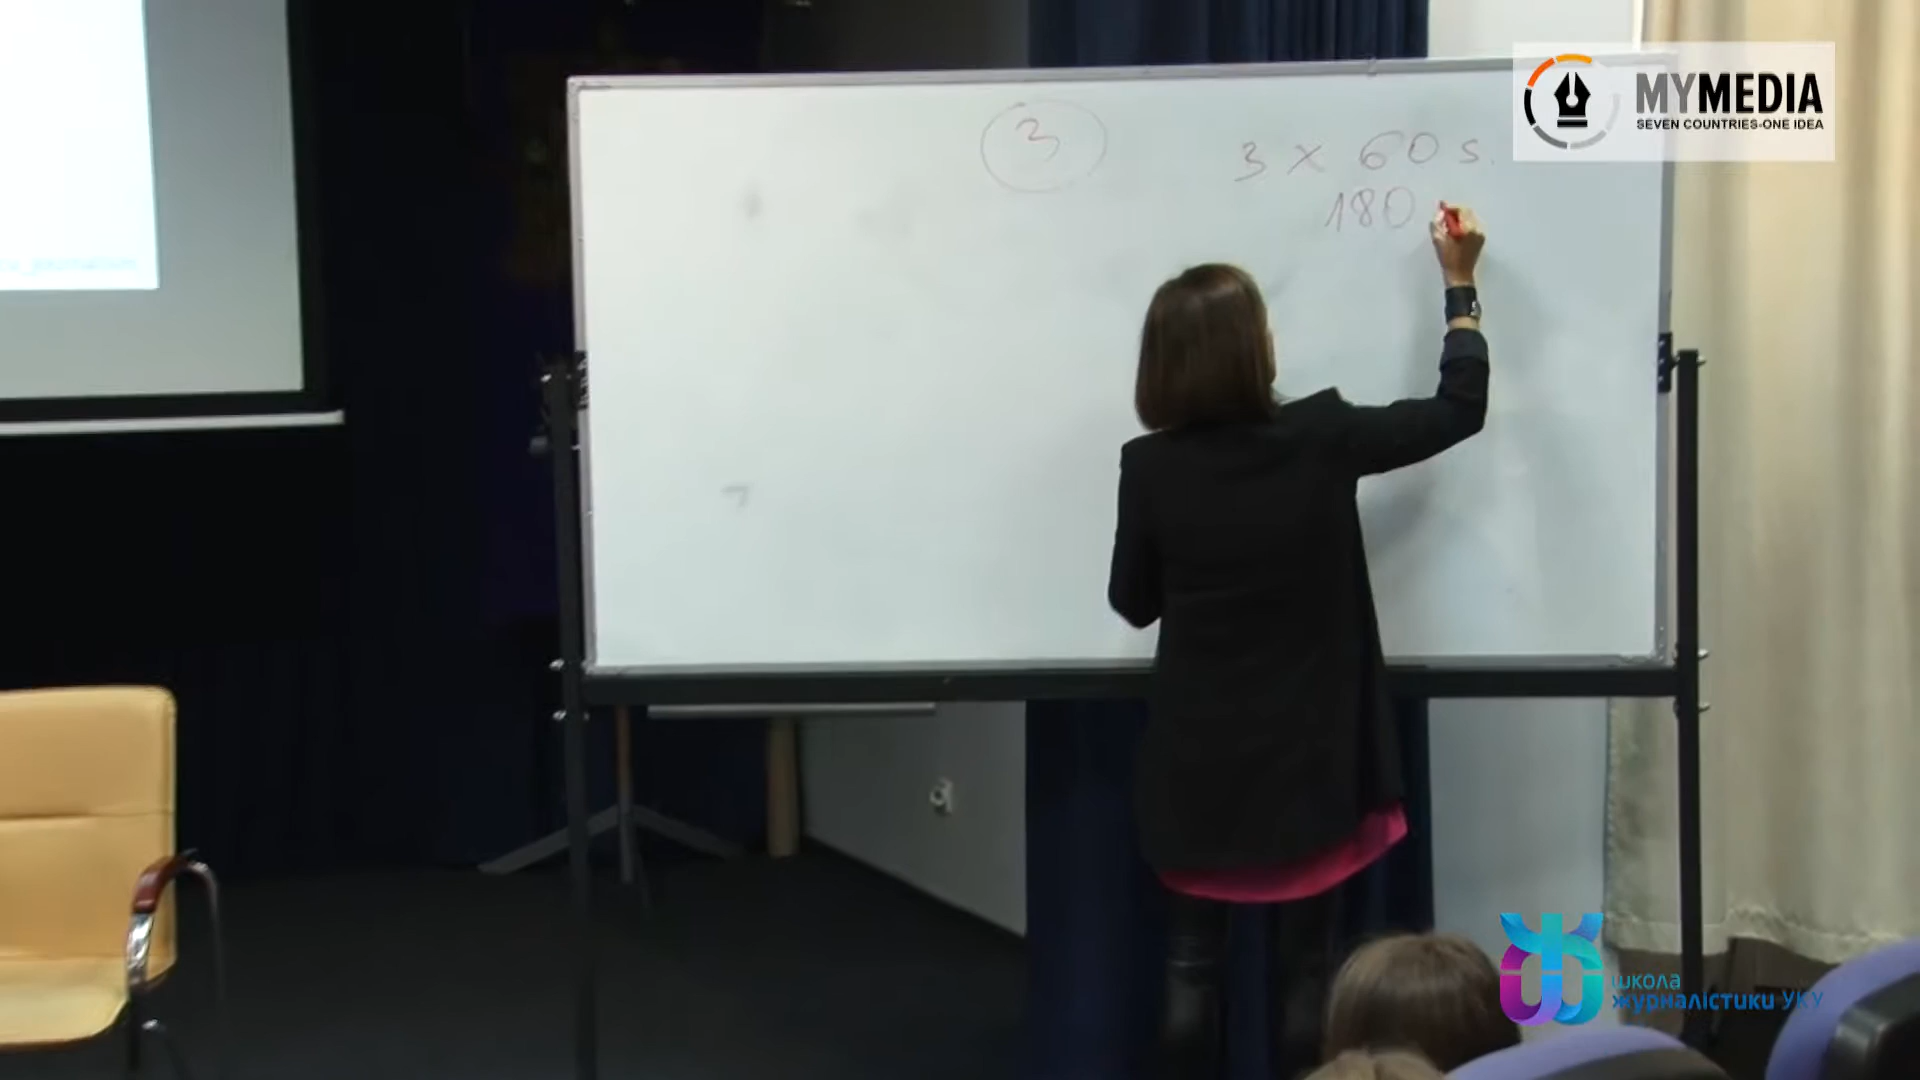 3
3 x 60 s.
180
MYMEDIA
SEVEN COUNTRIES-ONE IDEA
школа
журналістики УКУ